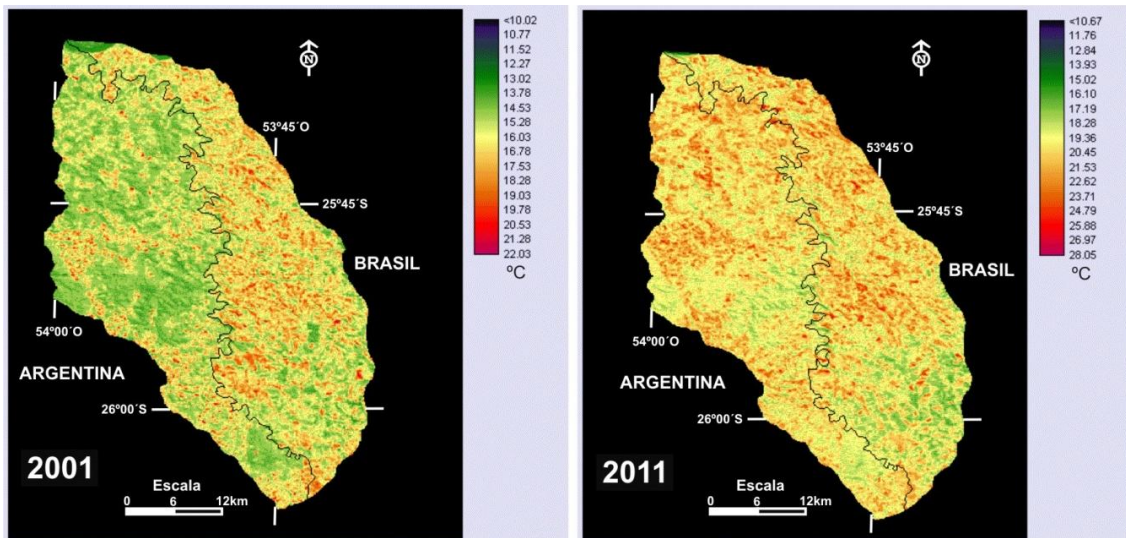 <10.02
10.77
11.52
12.27
13.02
13.78
14.53
15.28
16.03
16.78
17.53
18.28
19.03
19.78
20.53
21.28
22.03
ºC
N
53º45´O
25º45´S
BRASIL
54º00´O
ARGENTINA
26º00´S
2001
Escala
0 6 12km
<10.67
11.76
12.84
13.93
15.02
16.10
17.19
18.28
19.36
20.45
21.53
22.62
23.71
24.79
25.88
26.97
28.05
ºC
N
53º45´O
25º45´S
BRASIL
54º00´O
ARGENTINA
26º00´S
2011
Escala
0 6 12km